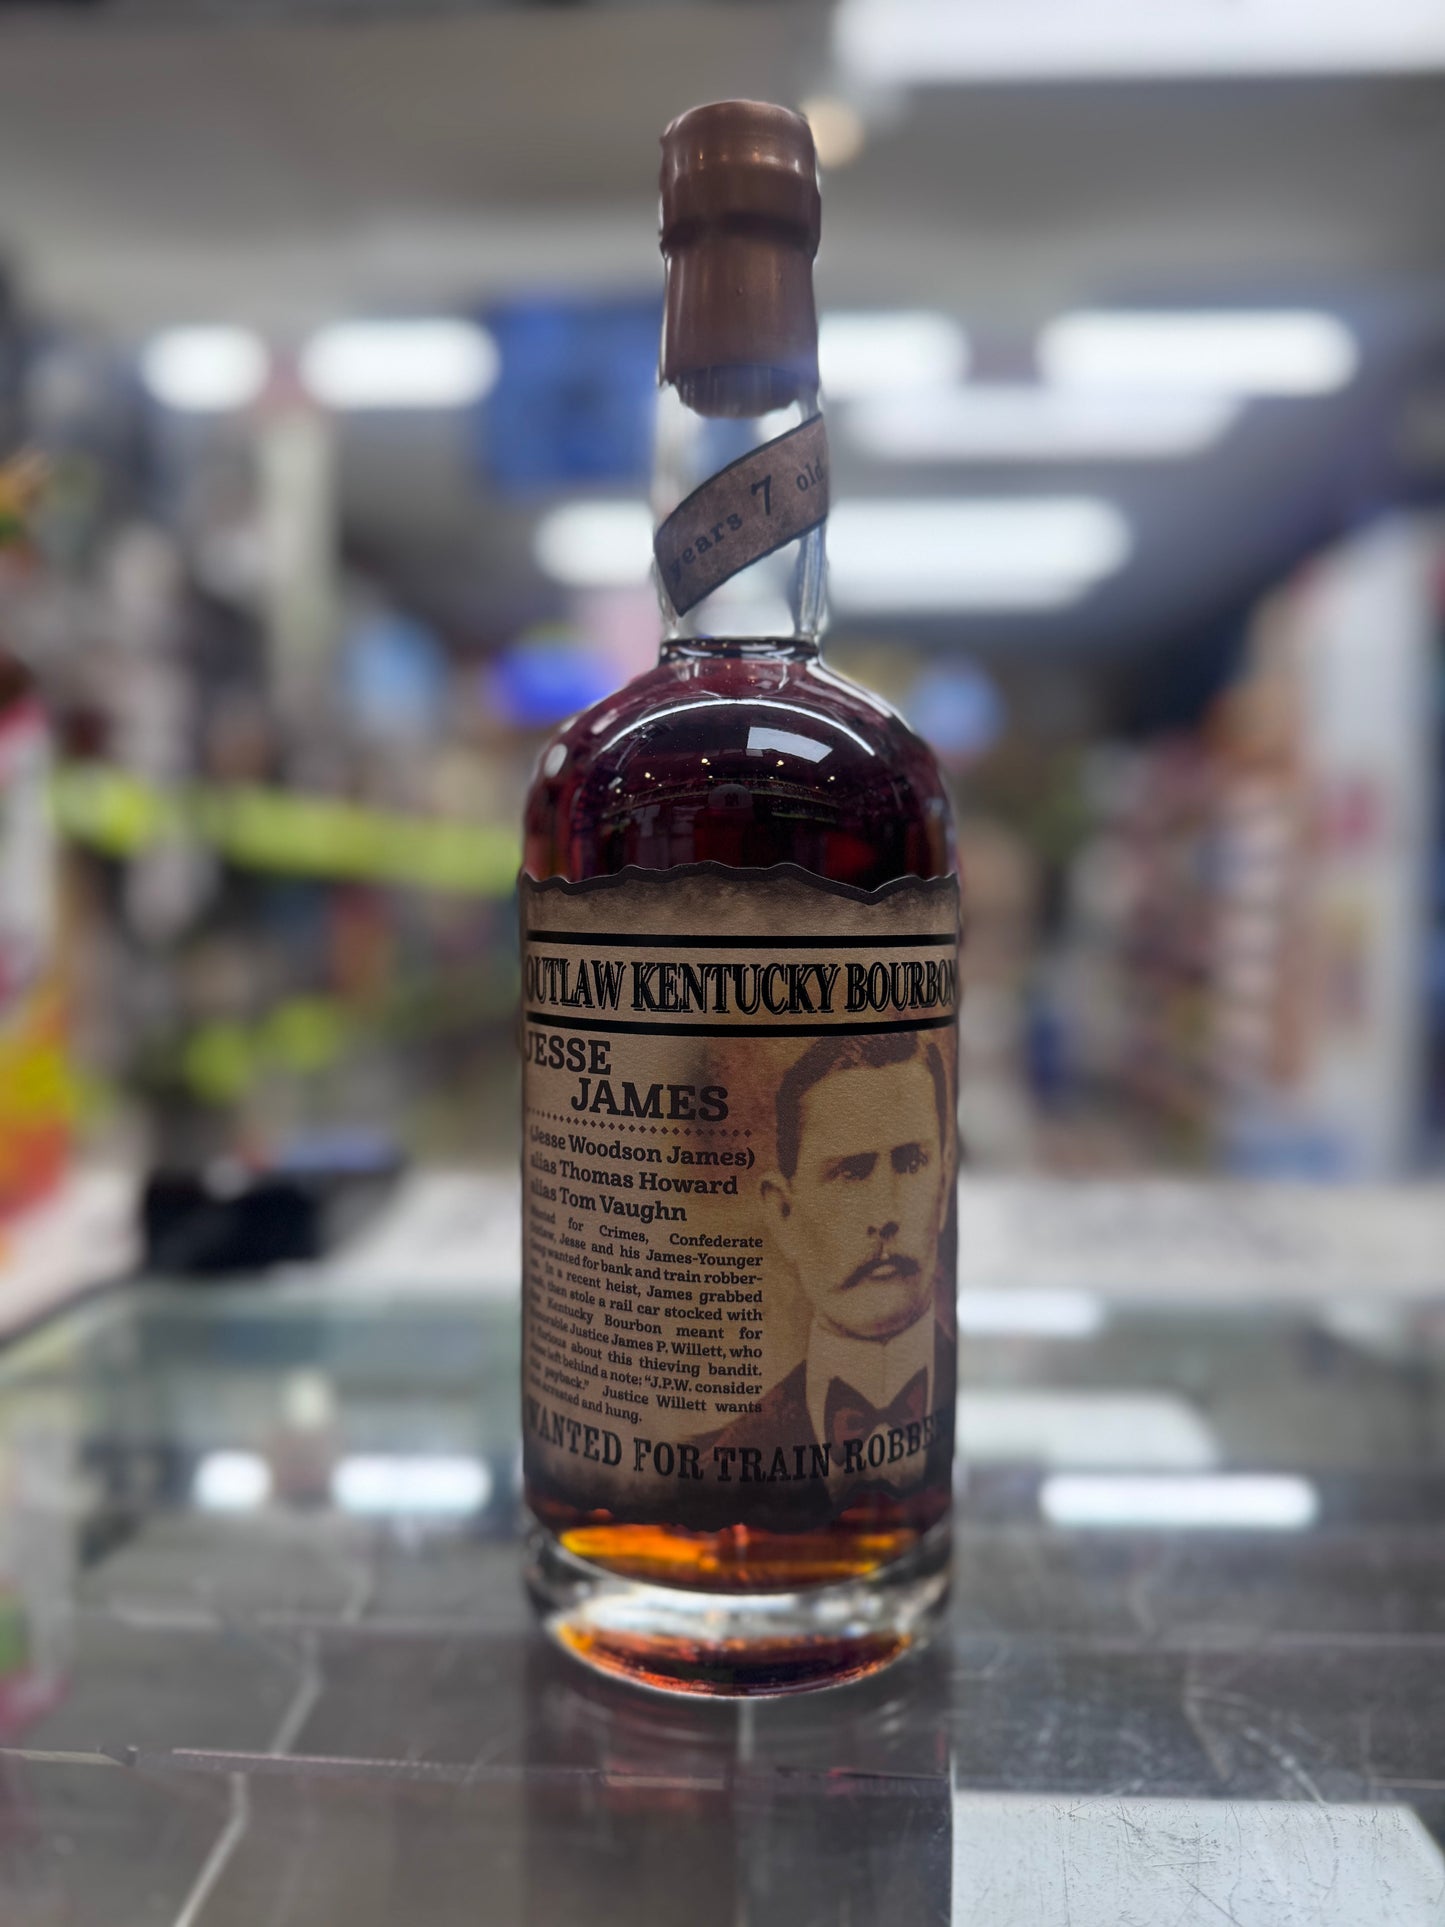 years 7 old
OUTLAW KENTUCKY BOURBON
JESSE
JAMES
(Jesse Woodson James)
alias Thomas Howard
alias Tom Vaughn
for Crimes, Confederate
Jesse and his James-Younger
wanted for bank and train robber-
In a recent heist, James grabbed
then stole a rail car stocked with
Kentucky Bourbon meant for
Honorable Justice James P. Willett, who
furious about this thieving bandit.
left behind a note: “J.P.W. consider
payback.” Justice Willett wants
arrested and hung.
WANTED FOR TRAIN